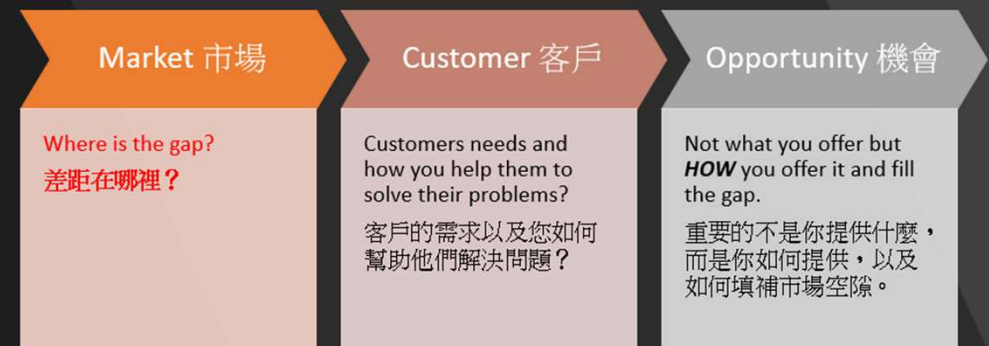 Market 市場
Where is the gap?
差距在哪裡？
Customer 客戶
Customers needs and
how you help them to
solve their problems?
客戶的需求以及您如何
幫助他們解決問題？
Opportunity 機會
Not what you offer but
HOW you offer it and fill
the gap.
重要的不是你提供什麼，
而是你如何提供，以及
如何填補市場空隙。